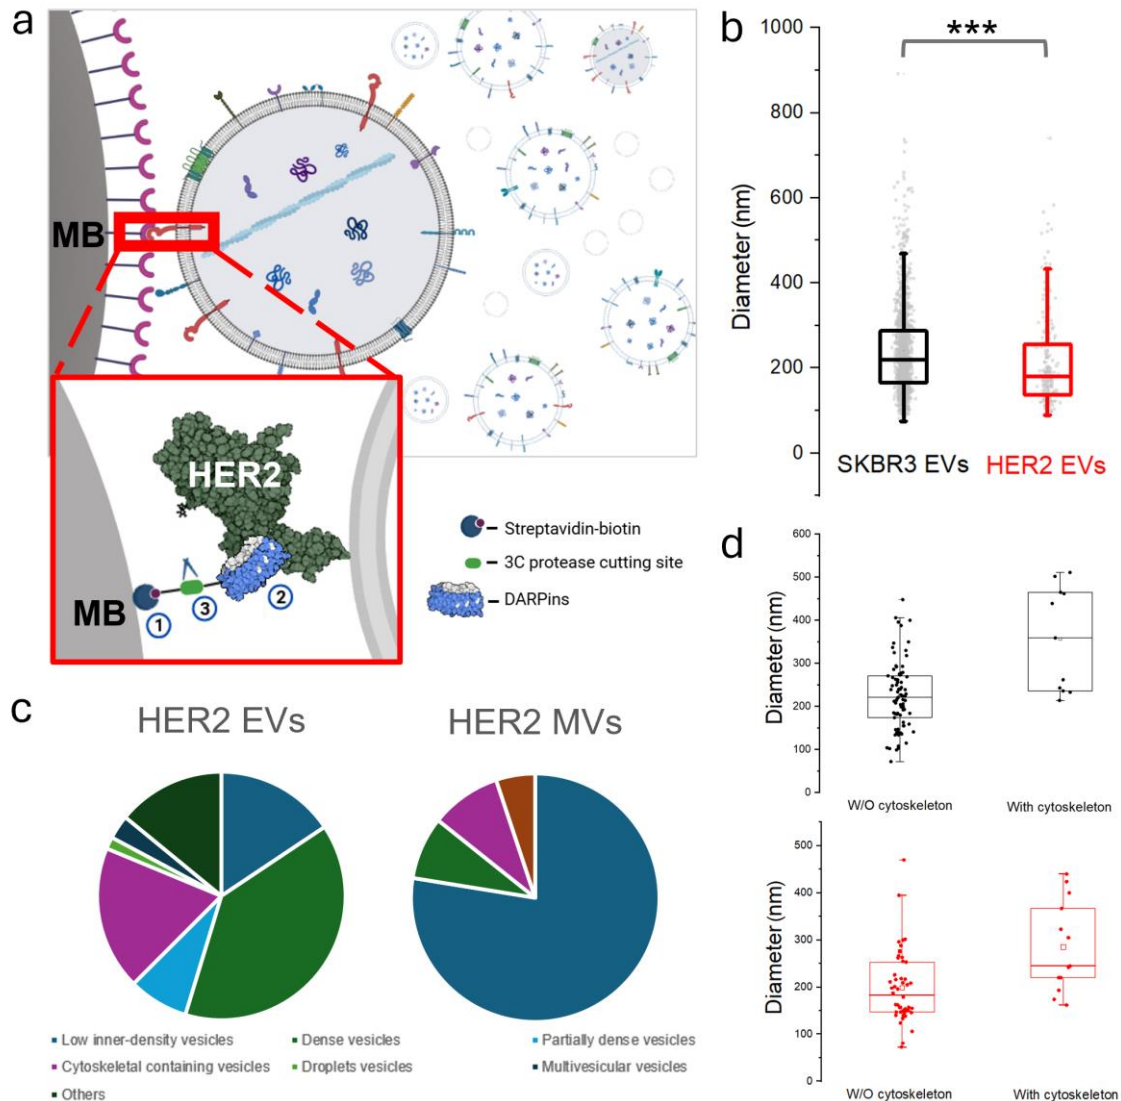 a
MB
HER2
MB
1
3
2
Streptavidin-biotin
3C protease cutting site
DARPins
b
***
1000
800
600
400
200
0
Diameter (nm)
SKBR3 EVs
HER2 EVs
c
HER2 EVs
HER2 MVs
Low inner-density vesicles
Dense vesicles
Partially dense vesicles
Cytoskeletal containing vesicles
Droplets vesicles
Multivesicular vesicles
Others
d
600
500
400
300
200
100
0
Diameter (nm)
W/O cytoskeleton
With cytoskeleton
500
400
300
200
100
0
Diameter (nm)
W/O cytoskeleton
With cytoskeleton